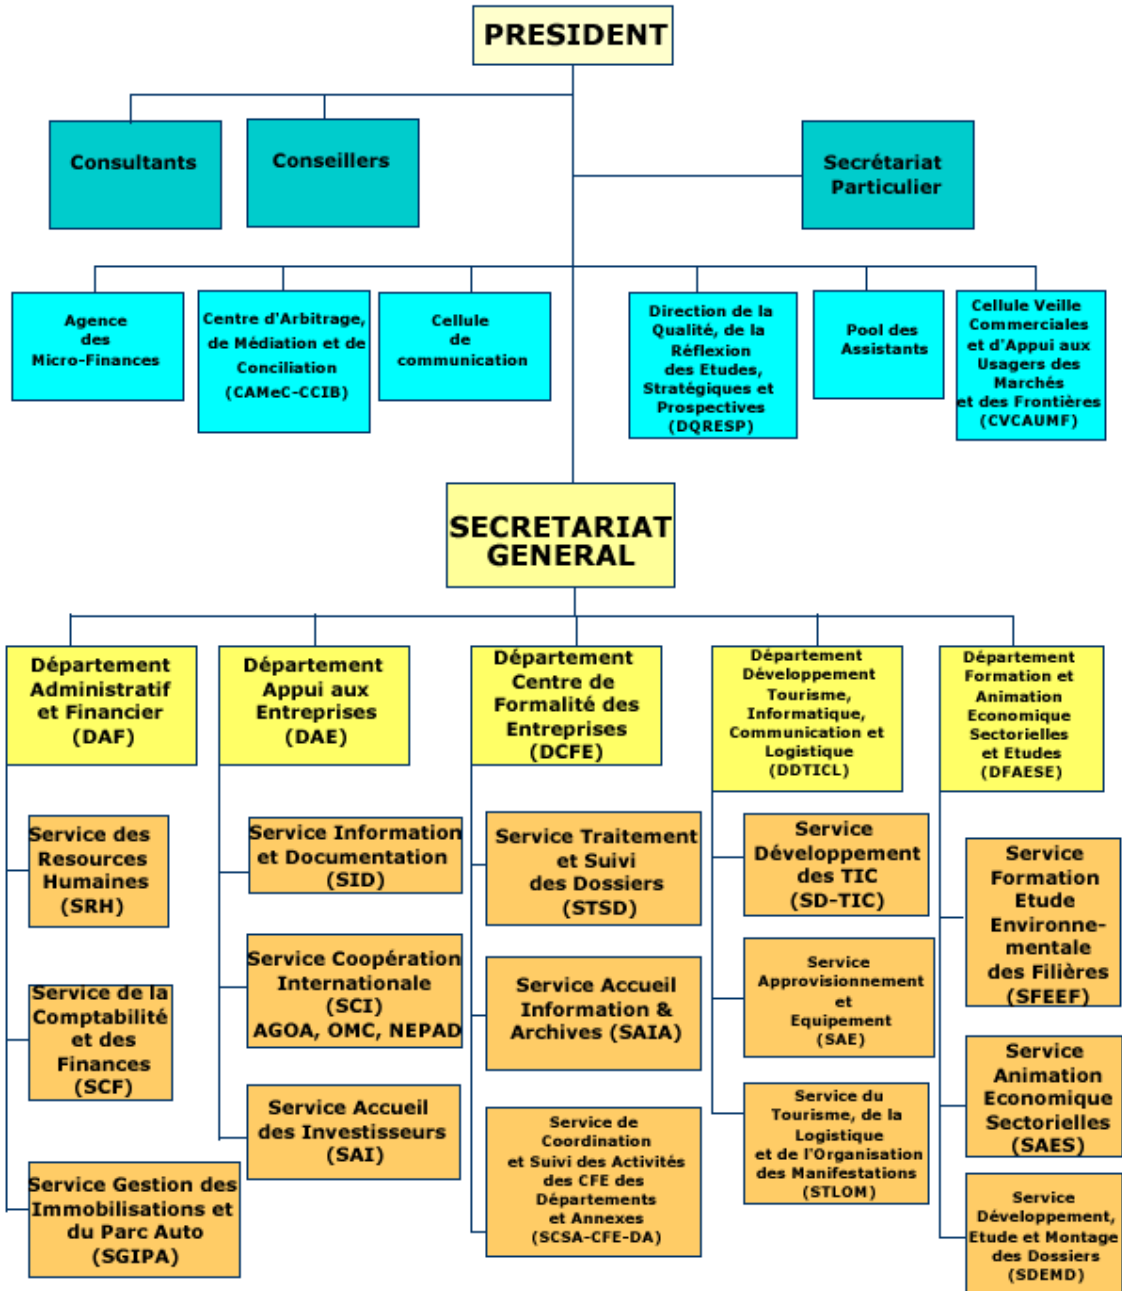 PRESIDENT
Consultants
Conseillers
Secrétariat
Particulier
Agence
des
Micro-Finances
Centre d'Arbitrage,
de Médiation et de
Conciliation
(CAMeC-CCIB)
Cellule
de
communication
Direction de la
Qualité, de la
Réflexion
des Etudes,
Stratégiques et
Prospectives
(DQRESP)
Pool des
Assistants
Cellule Veille
Commerciales
et d'Appui aux
Usagers des
Marchés
et des Frontières
(CVCAUMF)
SECRETARIAT
GENERAL
Département
Administratif
et Financier
(DAF)
Département
Appui aux
Entreprises
(DAE)
Département
Centre de
Formalité des
Entreprises
(DCFE)
Département
Développement
Tourisme,
Informatique,
Communication et
Logistique
(DDTICL)
Département
Formation et
Animation
Economique
Sectorielles
et Etudes
(DFAESE)
Service des
Resources
Humaines
(SRH)
Service de la
Comptabilité
et des
Finances
(SCF)
Service Gestion des
Immobilisations et
du Parc Auto
(SGIPA)
Service Information
et Documentation
(SID)
Service Coopération
Internationale
(SCI)
AGOA, OMC, NEPAD
Service Accueil
des Investisseurs
(SAI)
Service Traitement
et Suivi
des Dossiers
(STSD)
Service Accueil
Information &
Archives (SAIA)
Service de
Coordination
et Suivi des Activités
des CFE des
Départements
et Annexes
(SCSA-CFE-DA)
Service
Développement
des TIC
(SD-TIC)
Service
Approvisionnement
et
Equipement
(SAE)
Service du
Tourisme, de la
Logistique
et de l'Organisation
des Manifestations
(STLOM)
Service
Formation
Etude
Environne-
mentale
des Filières
(SFEEF)
Service
Animation
Economique
Sectorielles
(SAES)
Service
Développement,
Etude et Montage
des Dossiers
(SDEMD)